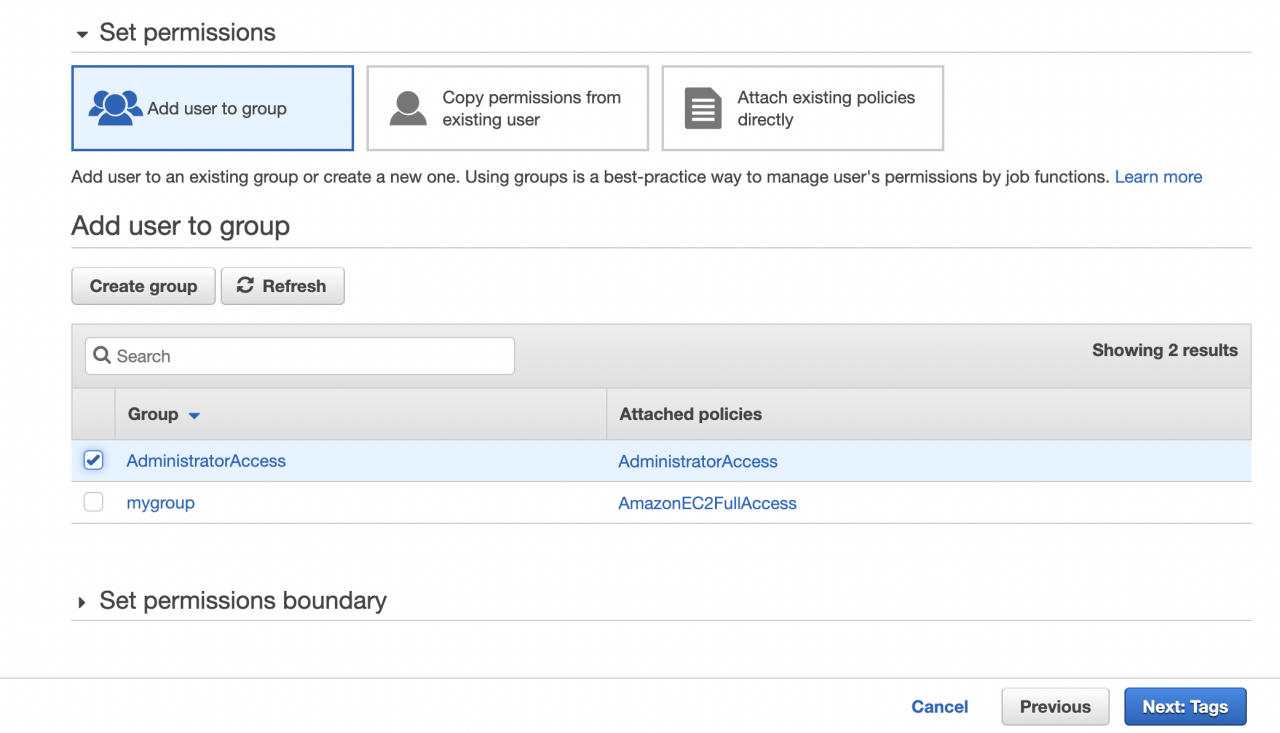 Set permissions
Add user to group
Copy permissions from
existing user
Attach existing policies
directly
Add user to an existing group or create a new one. Using groups is a best-practice way to manage user's permissions by job functions. Learn more
Add user to group
Create group
Refresh
Search
Showing 2 results
Group
Attached policies
AdministratorAccess
AdministratorAccess
mygroup
AmazonEC2FullAccess
Set permissions boundary
Cancel
Previous
Next: Tags